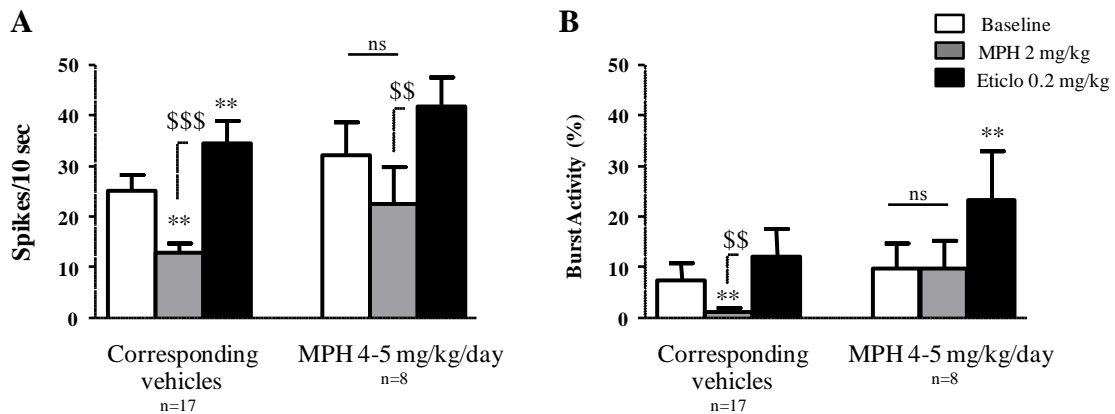 A
Spikes/10 sec
50
40
30
20
10
0
**
$$$
**
ns
$$
Corresponding
vehicles
n=17
MPH 4-5 mg/kg/day
n=8
B
Baseline
MPH 2 mg/kg
Eticlo 0.2 mg/kg
Burst Activity (%)
50
40
30
20
10
0
$$
**
ns
**
Corresponding
vehicles
n=17
MPH 4-5 mg/kg/day
n=8